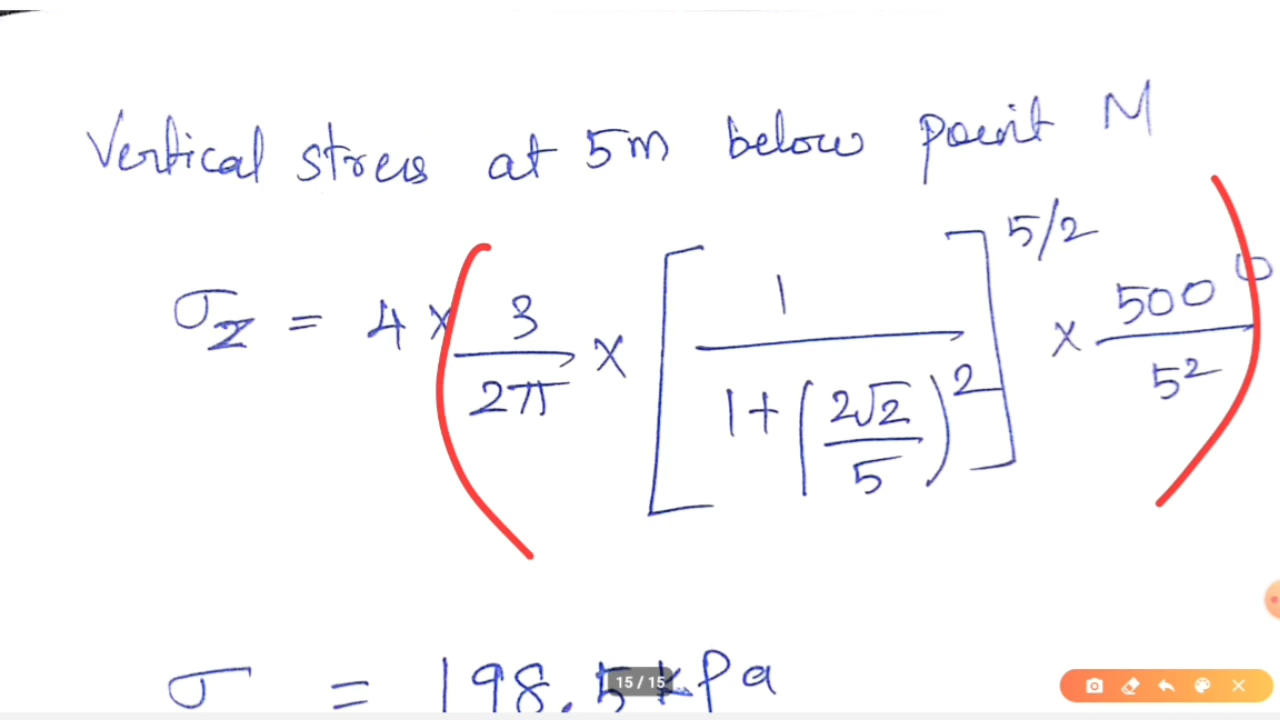 Vertical stress at 5m below point M
σz = 4 × ( 3/2π × [ 1/1+(2√2/5)² ]^5/2 × 5000/5² )
σ = 198.5 kPa
15 / 15